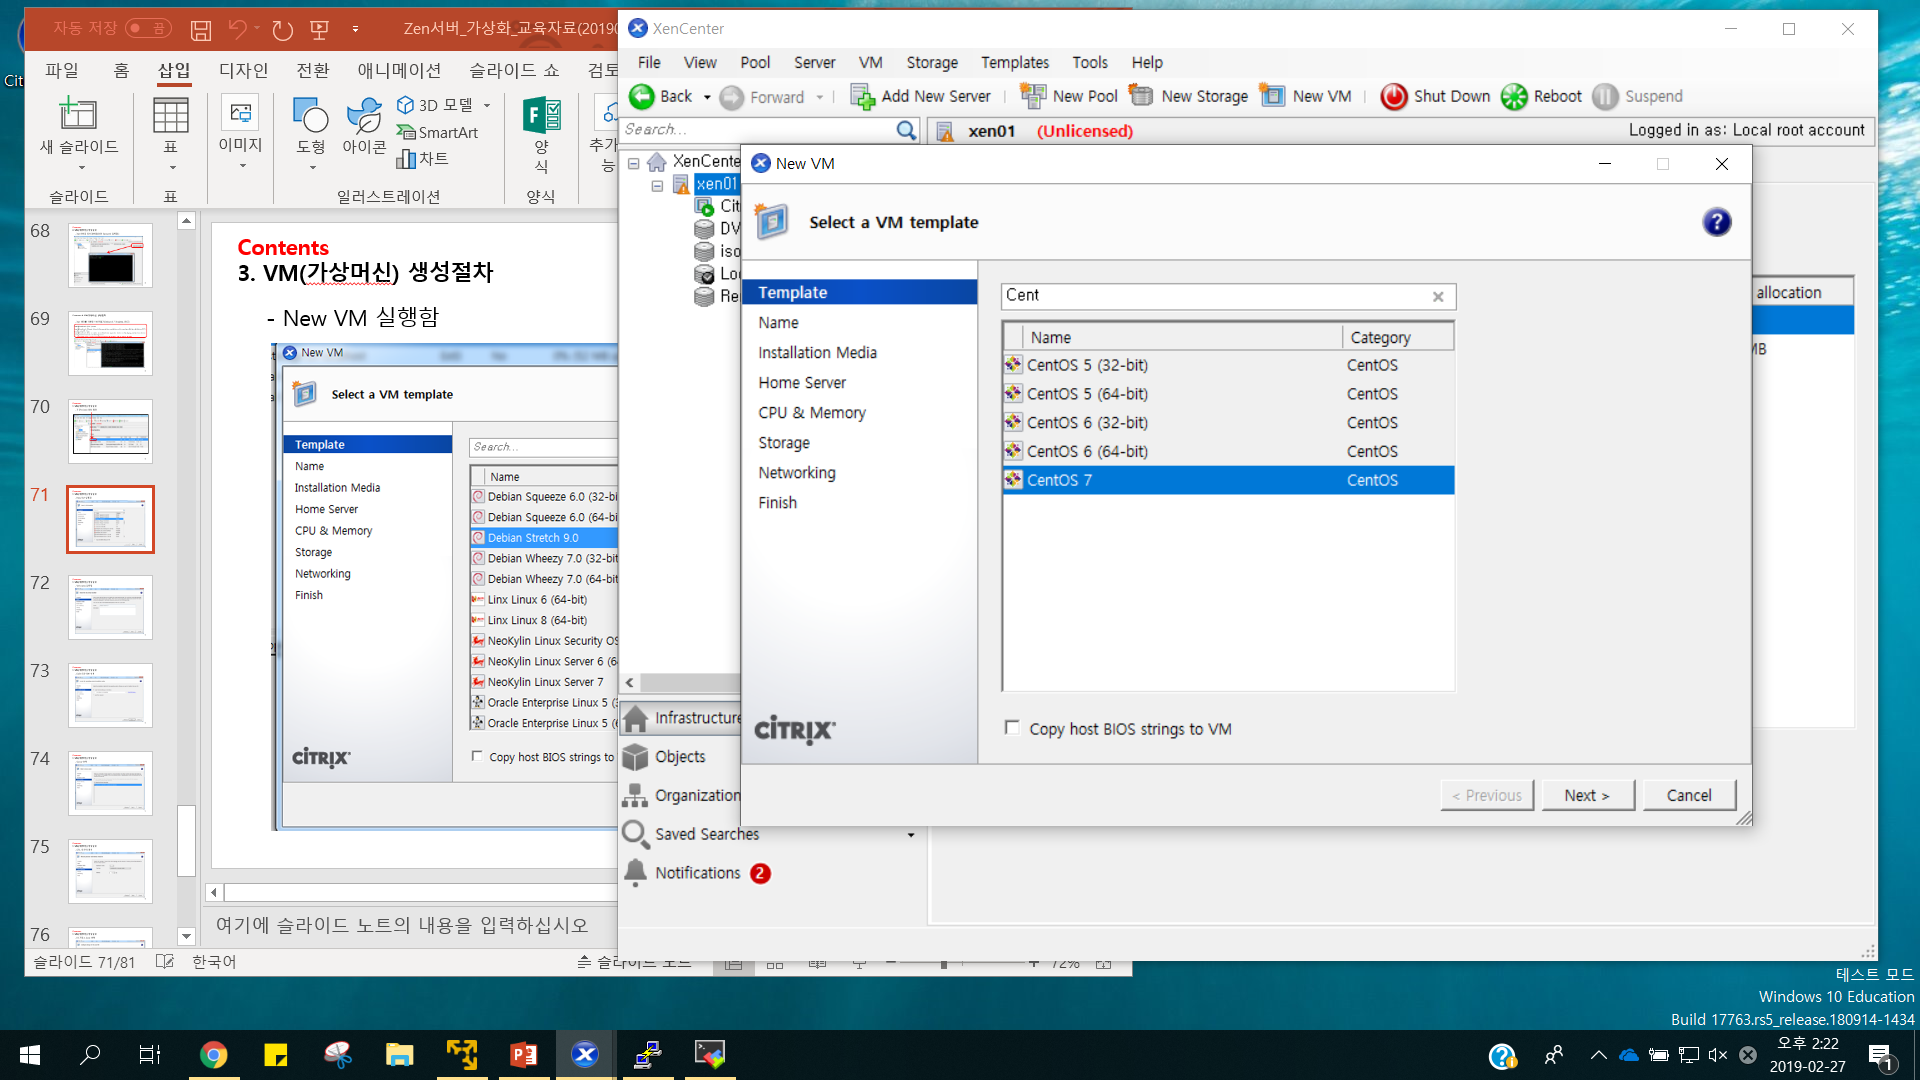 Cit
자동 저장 끔
Zen서버_가상화_교육자료(2019
파일 홈 삽입 디자인 전환 애니메이션 슬라이드 쇼 검토
새 슬라이드
표
이미지
도형
아이콘
3D 모델
SmartArt
차트
양
식
추가
능
슬라이드
표
일러스트레이션
양식
68
69
70
71
72
73
74
75
76
Contents
3. VM(가상머신) 생성절차
- New VM 실행함
New VM
Select a VM template
Template
Name
Installation Media
Home Server
CPU & Memory
Storage
Networking
Finish
Search...
Name
Debian Squeeze 6.0 (32-bi
Debian Squeeze 6.0 (64-bi
Debian Stretch 9.0
Debian Wheezy 7.0 (32-bit
Debian Wheezy 7.0 (64-bit
Linx Linux 6 (64-bit)
Linx Linux 8 (64-bit)
NeoKylin Linux Security OS
NeoKylin Linux Server 6 (64
NeoKylin Linux Server 7
Oracle Enterprise Linux 5 (3
Oracle Enterprise Linux 5 (6
Copy host BIOS strings to
CITRIX
여기에 슬라이드 노트의 내용을 입력하십시오
슬라이드 71/81
한국어
슬라이드 노트
72%
XenCenter
File View Pool Server VM Storage Templates Tools Help
Back Forward Add New Server New Pool New Storage New VM Shut Down Reboot Suspend
Search...
xen01 (Unlicensed)
Logged in as: Local root account
XenCente
xen01
Cit
DV
iso
Loc
Re
Infrastructure
Objects
Organization
Saved Searches
Notifications 2
allocation
MB
New VM
Select a VM template
?
Template
Name
Installation Media
Home Server
CPU & Memory
Storage
Networking
Finish
CITRIX
Cent
Name Category
CentOS 5 (32-bit) CentOS
CentOS 5 (64-bit) CentOS
CentOS 6 (32-bit) CentOS
CentOS 6 (64-bit) CentOS
CentOS 7 CentOS
Copy host BIOS strings to VM
< Previous
Next >
Cancel
테스트 모드
Windows 10 Education
Build 17763.rs5_release.180914-1434
오후 2:22
2019-02-27
1